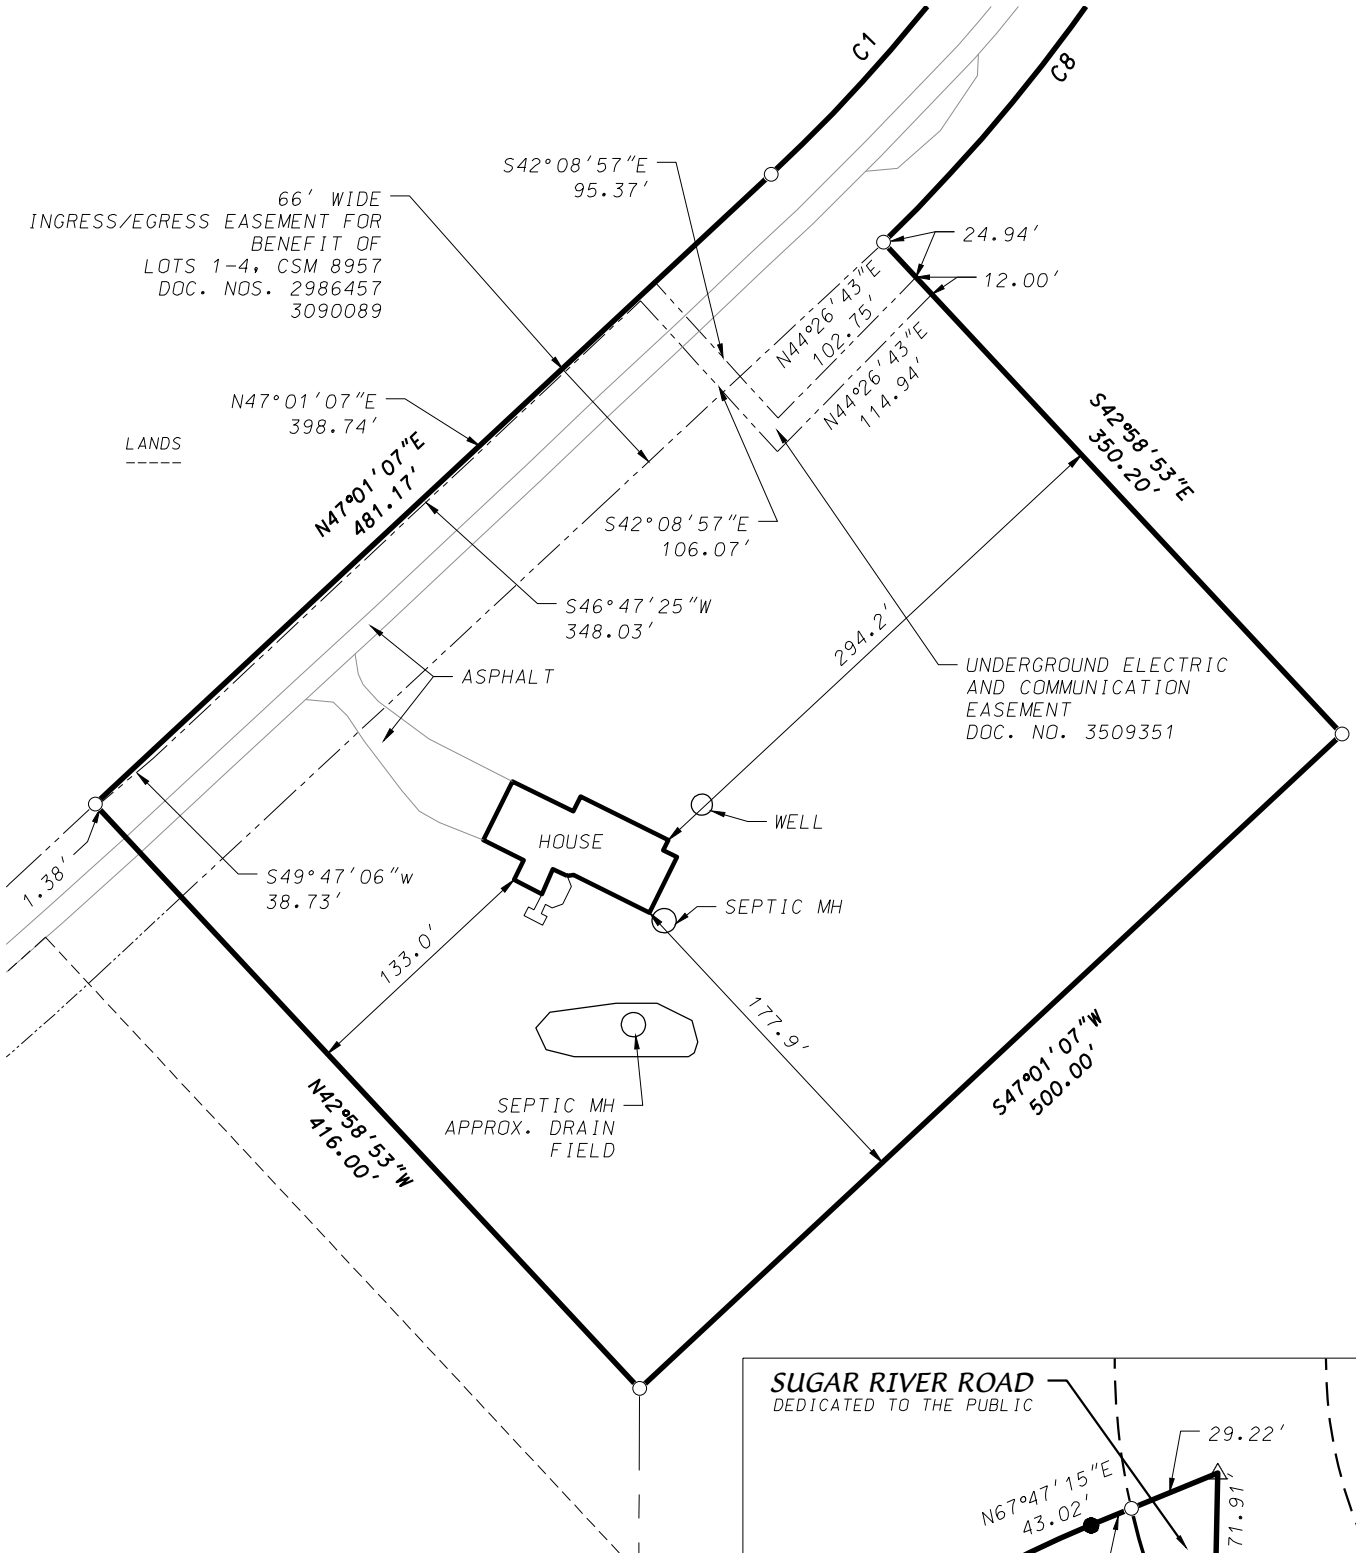 C1
C8
S42°08'57"E
95.37'
66' WIDE
INGRESS/EGRESS EASEMENT FOR
BENEFIT OF
LOTS 1-4, CSM 8957
DOC. NOS. 2986457
3090089
24.94'
12.00'
N44°26'43"E
102.75'
N44°26'43"E
114.94'
N47°01'07"E
398.74'
LANDS
N47°01'07"E
481.17'
S42°58'53"E
350.20'
S42°08'57"E
106.07'
S46°47'25"W
348.03'
294.2'
ASPHALT
UNDERGROUND ELECTRIC
AND COMMUNICATION
EASEMENT
DOC. NO. 3509351
HOUSE
WELL
1.38'
S49°47'06"w
38.73'
SEPTIC MH
133.0'
177.9'
SEPTIC MH
APPROX. DRAIN
FIELD
N42°58'53"W
416.00'
S47°01'07"W
500.00'
SUGAR RIVER ROAD
DEDICATED TO THE PUBLIC
29.22'
N67°47'15"E
43.02'
71.91'